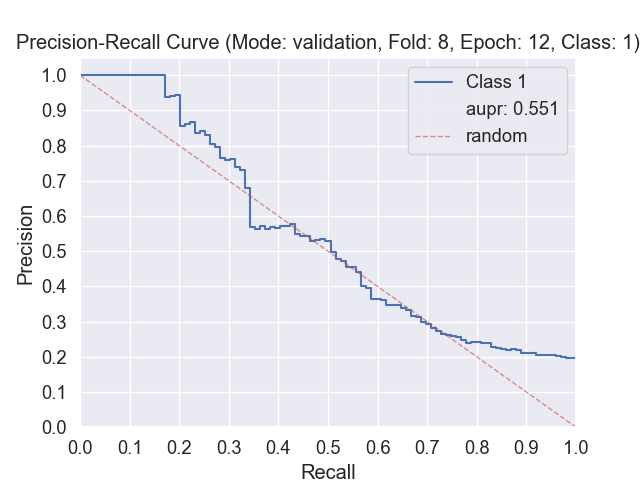 Precision-Recall Curve (Mode: validation, Fold: 8, Epoch: 12, Class: 1)
Class 1
aupr: 0.551
random
Precision
1.0
0.9
0.8
0.7
0.6
0.5
0.4
0.3
0.2
0.1
0.0
0.0 0.1 0.2 0.3 0.4 0.5 0.6 0.7 0.8 0.9 1.0
Recall